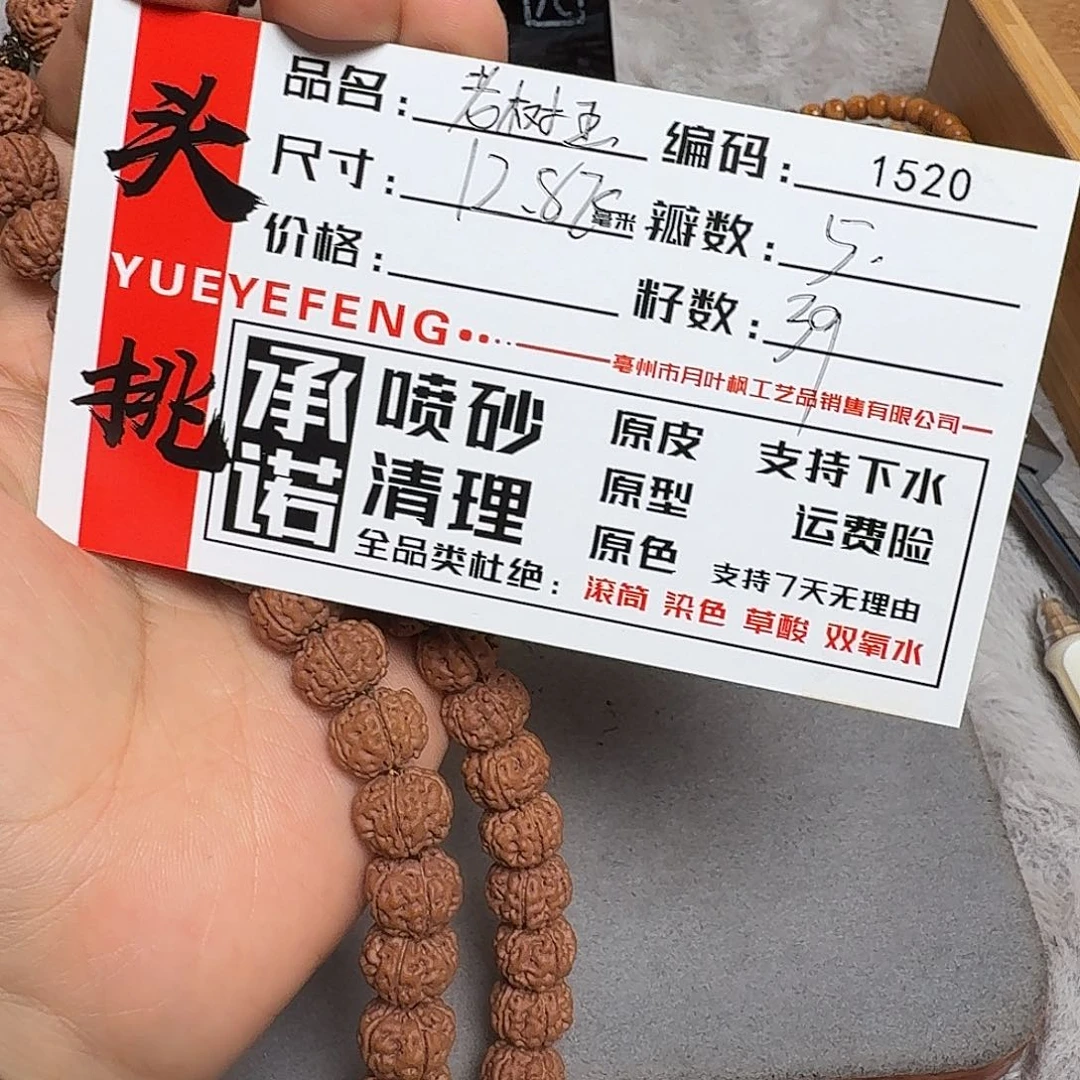 头挑
品名：老树玉
编码：1520
尺寸：12.878毫米
瓣数：5.
价格：
籽数：39
YUEYEFENG
亳州市月叶枫工艺品销售有限公司
承诺
喷砂 原皮 支持下水
清理 原型 运费险
全品类杜绝： 原色 支持7天无理由
滚筒 染色 草酸 双氧水